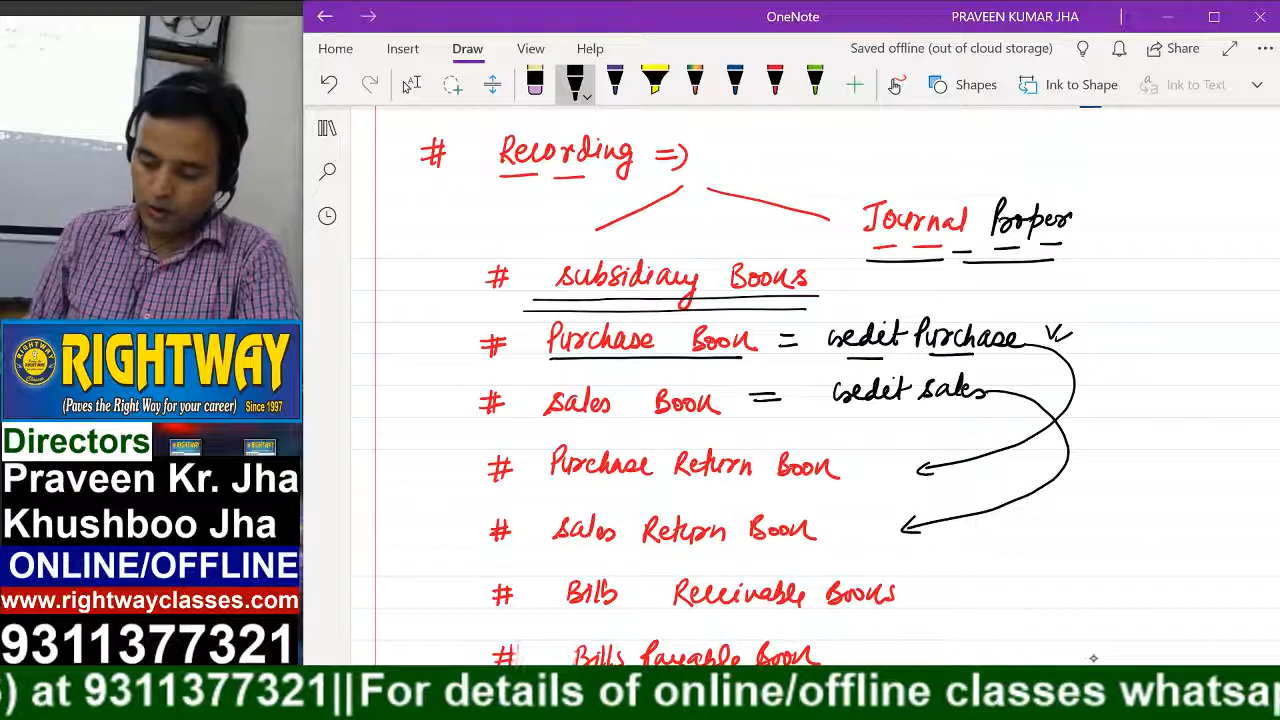 OneNote
PRAVEEN KUMAR JHA
Home Insert Draw View Help
Saved offline (out of cloud storage)
Share
Shapes
Ink to Shape
Ink to Text
# Recording =>
Journal Proper
# Subsidiary Books
# Purchase Book = credit Purchase
# Sales Book = credit sales
# Purchase Return Book
# Sales Return Book
# Bills Receivable Books
# Bills Payable Book
RIGHTWAY
(Paves the Right Way for your career) Since 1997
Directors
Praveen Kr. Jha
Khushboo Jha
ONLINE/OFFLINE
www.rightwayclasses.com
9311377321
) at 9311377321||For details of online/offline classes whatsap